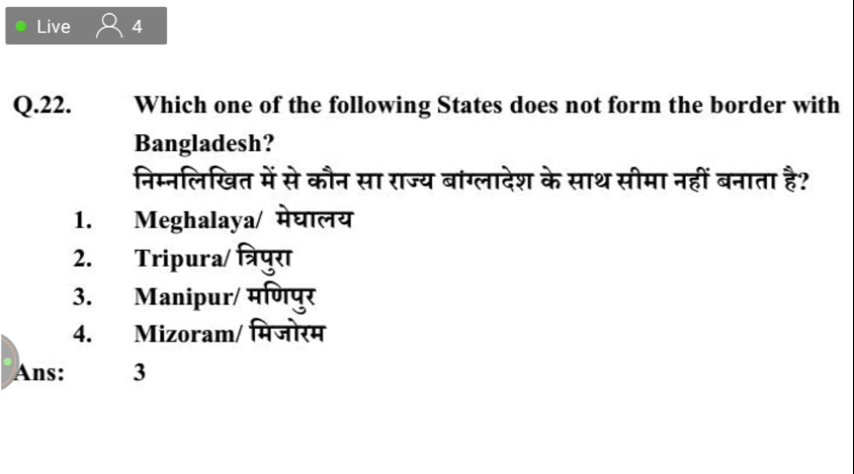 Live 4
Q.22. Which one of the following States does not form the border with
Bangladesh?
निम्नलिखित में से कौन सा राज्य बांग्लादेश के साथ सीमा नहीं बनाता है?
1. Meghalaya/ मेघालय
2. Tripura/ त्रिपुरा
3. Manipur/ मणिपुर
4. Mizoram/ मिजोरम
Ans: 3